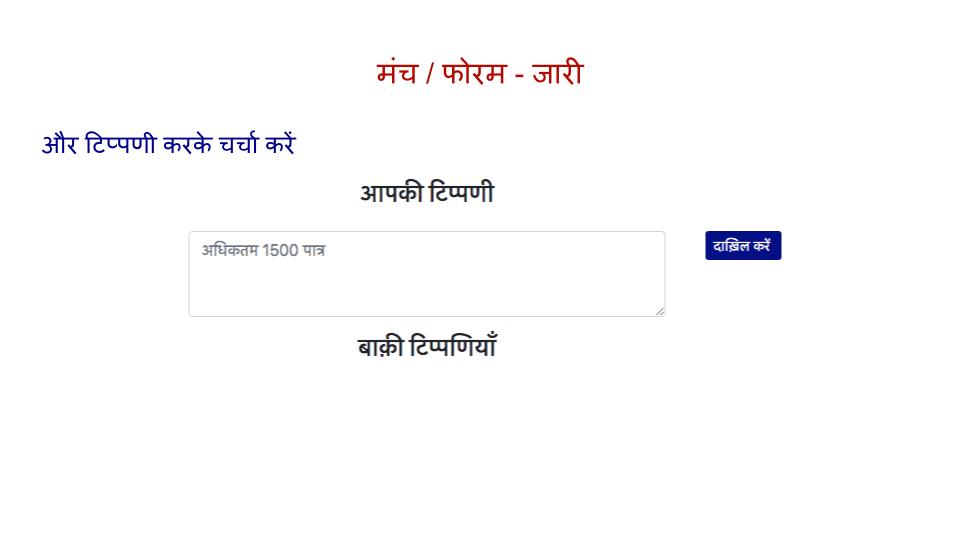 मंच / फोरम - जारी
और टिप्पणी करके चर्चा करें
आपकी टिप्पणी
अधिकतम 1500 पात्र
दाख़िल करें
बाक़ी टिप्पणियाँ